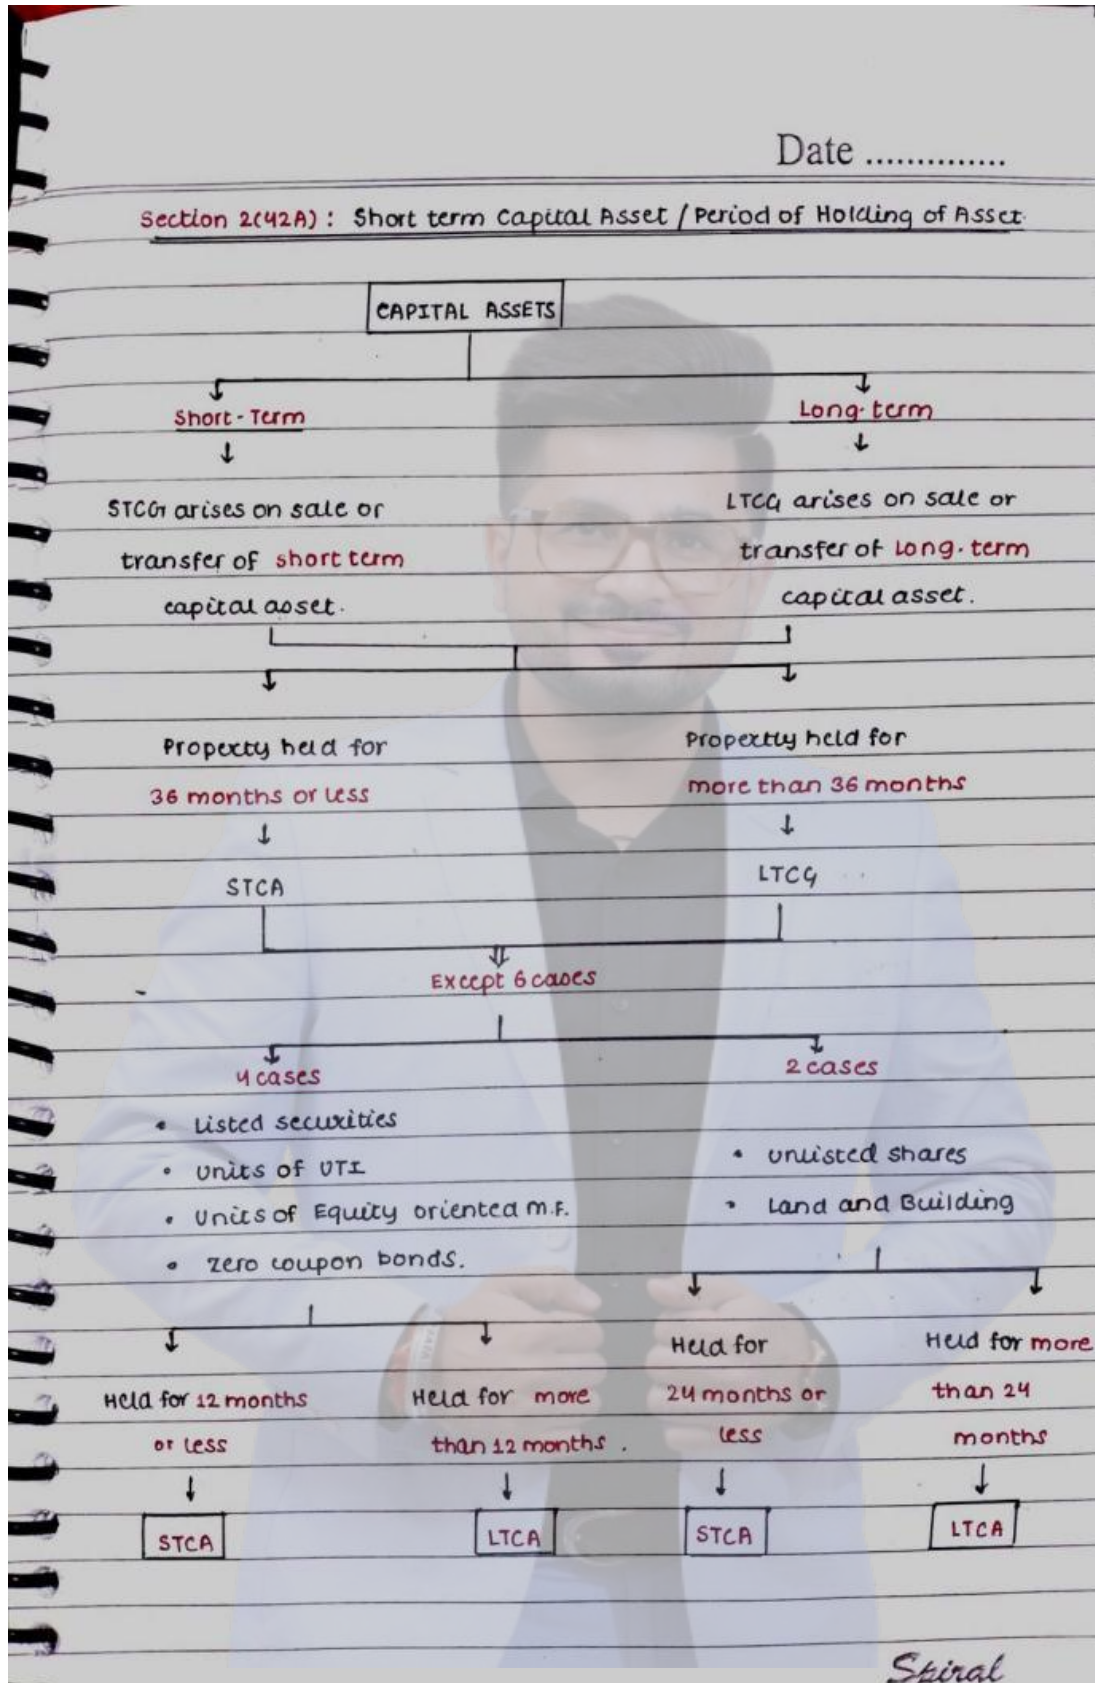 Date ..............
Section 2(42A) : Short term Capital Asset / Period of Holding of Asset.
CAPITAL ASSETS
Short-Term
Long-term
STCG arises on sale or
transfer of short term
capital asset.
LTCG arises on sale or
transfer of Long-term
capital asset.
Property held for
36 months or less
STCA
Property held for
more than 36 months
LTCG
Except 6 cases
4 cases
• Listed securities
• Units of UTI
• Units of Equity oriented M.F.
• zero coupon bonds.
2 cases
• unlisted shares
• Land and Building
Held for 12 months
or less
STCA
Held for more
than 12 months.
LTCA
Held for
24 months or
less
STCA
Held for more
than 24
months
LTCA
Spiral